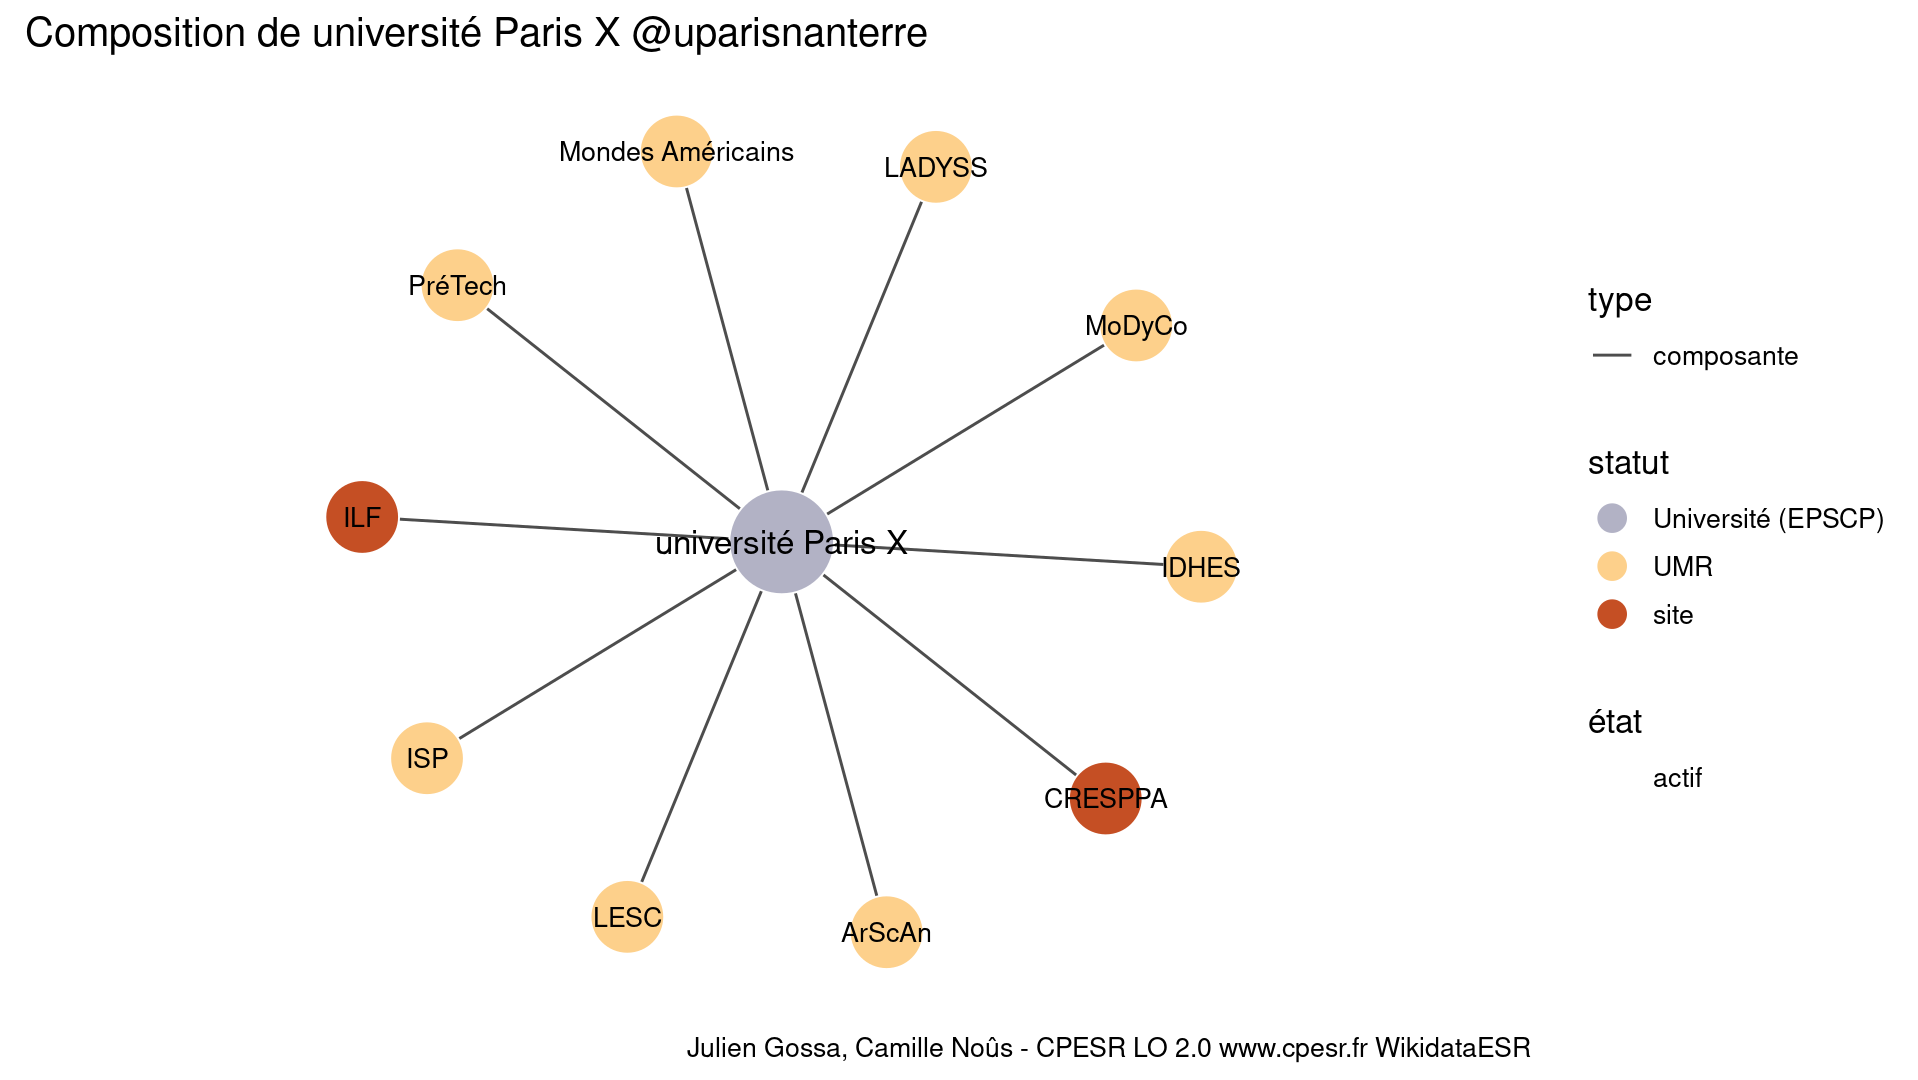 Composition de université Paris X @uparisnanterre
Mondes Américains
LADYSS
PréTech
MoDyCo
ILF
université Paris X
IDHES
ISP
CRESPPA
LESC
ArScAn
type
composante
statut
Université (EPSCP)
UMR
site
état
actif
Julien Gossa, Camille Noûs - CPESR LO 2.0 www.cpesr.fr WikidataESR